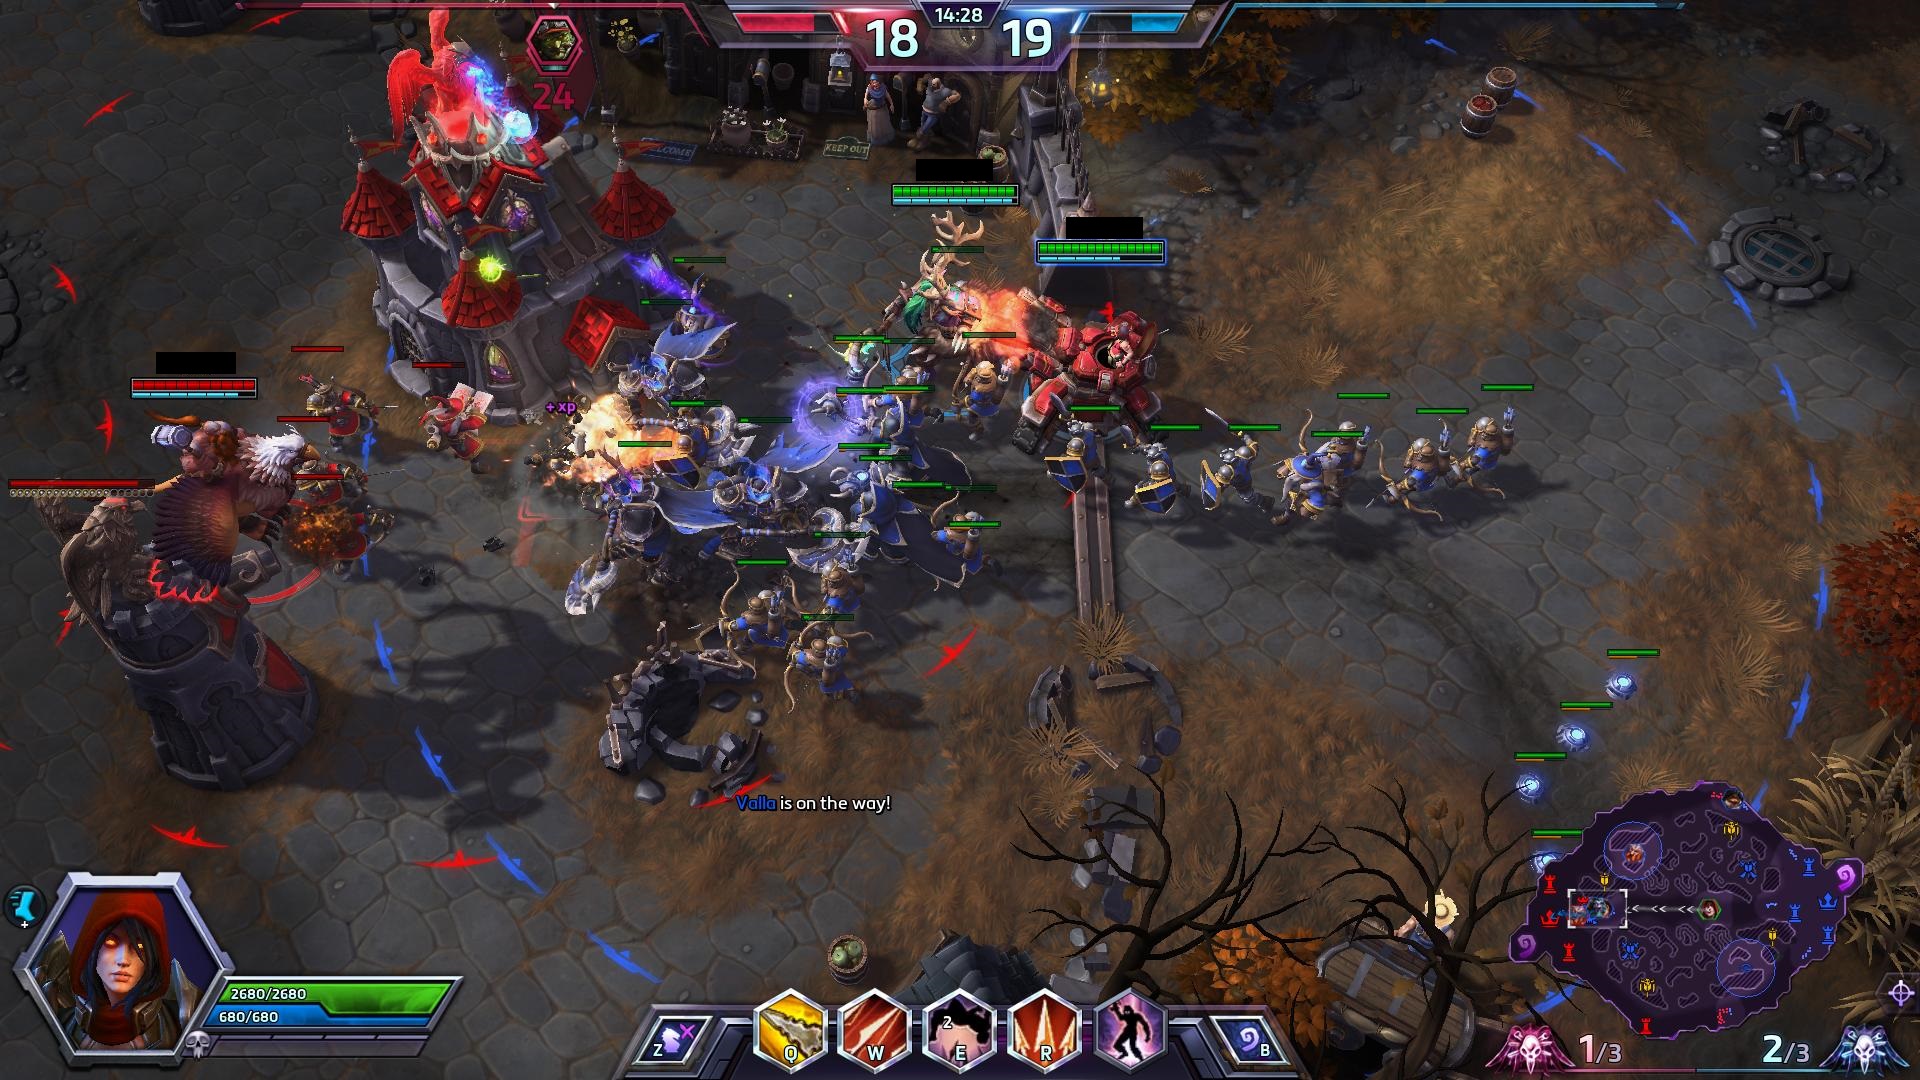 14:28
18 19
24
WELCOME
KEEP OUT
+xp
Valla is on the way!
+
2680/2680
680/680
Z
Q
W
2
E
R
B
1/3
2/3